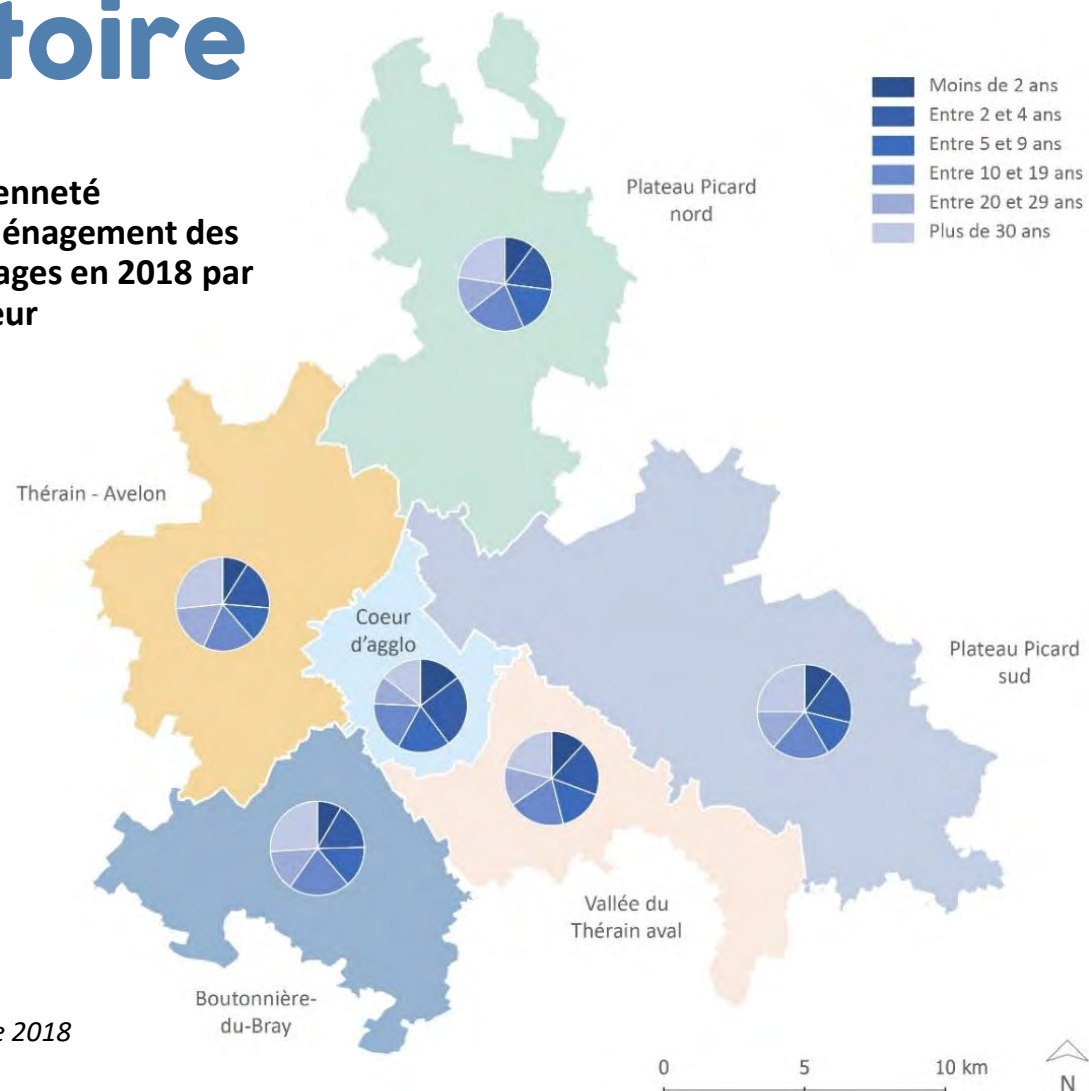 toire
enneté
énagement des
ages en 2018 par
eur
Moins de 2 ans
Entre 2 et 4 ans
Entre 5 et 9 ans
Entre 10 et 19 ans
Entre 20 et 29 ans
Plus de 30 ans
Plateau Picard
nord
Thérain - Avelon
Coeur
d'agglo
Plateau Picard
sud
Vallée du
Thérain aval
Boutonnière-
du-Bray
e 2018
0 5 10 km
N